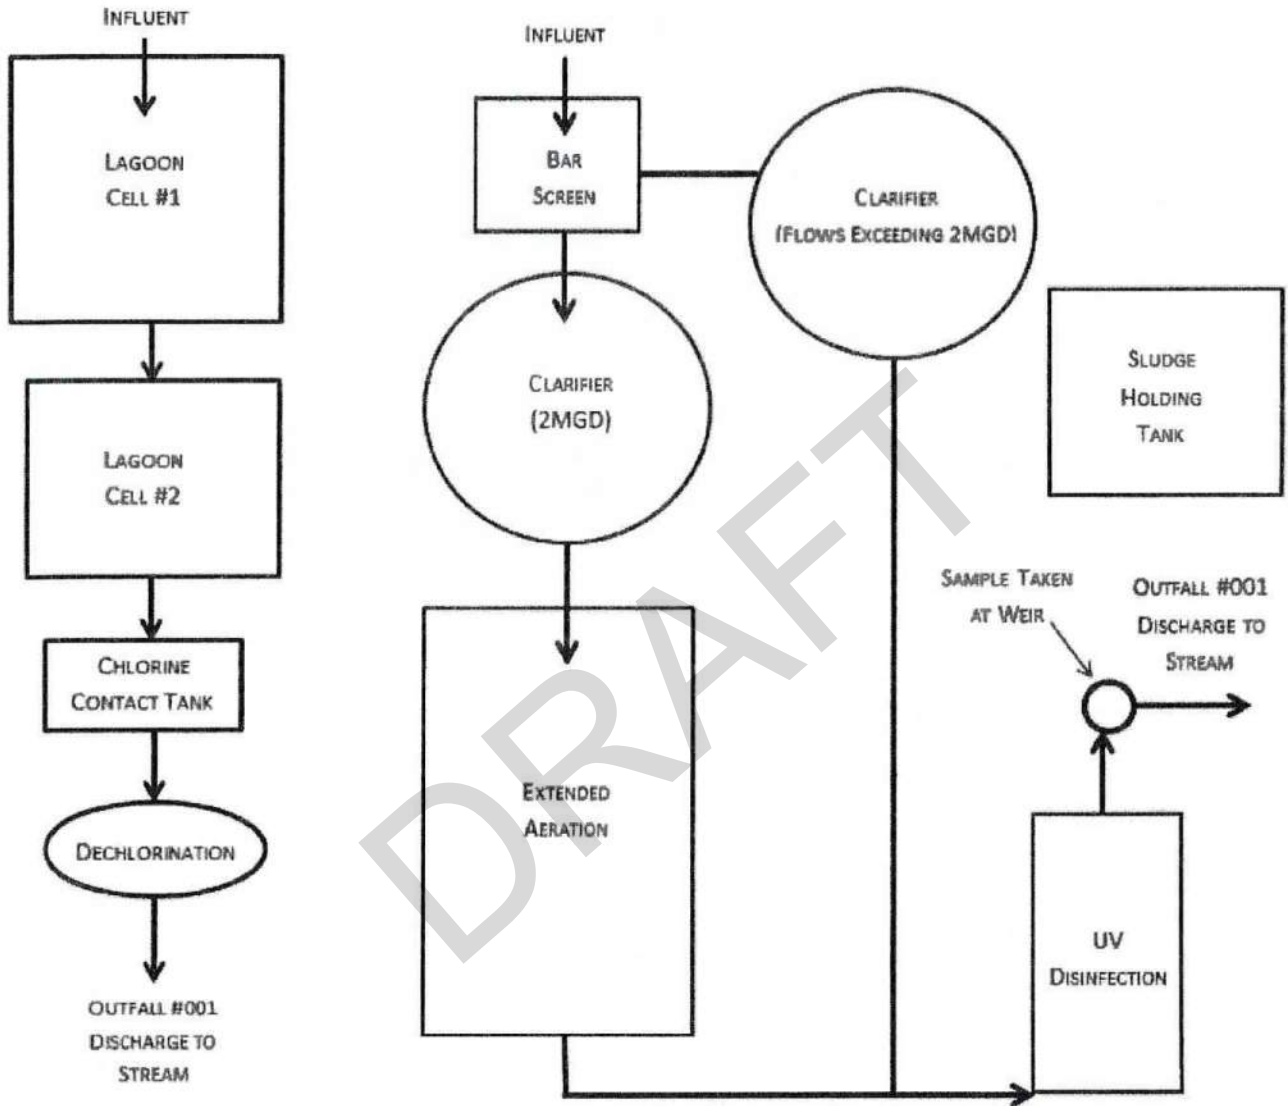 INFLUENT
LAGOON
CELL #1
LAGOON
CELL #2
CHLORINE
CONTACT TANK
DECHLORINATION
OUTFALL #001
DISCHARGE TO
STREAM
INFLUENT
BAR
SCREEN
CLARIFIER
(FLOWS EXCEEDING 2MGD)
CLARIFIER
(2MGD)
EXTENDED
AERATION
SLUDGE
HOLDING
TANK
SAMPLE TAKEN
AT WEIR
OUTFALL #001
DISCHARGE TO
STREAM
UV
DISINFECTION
DRAFT